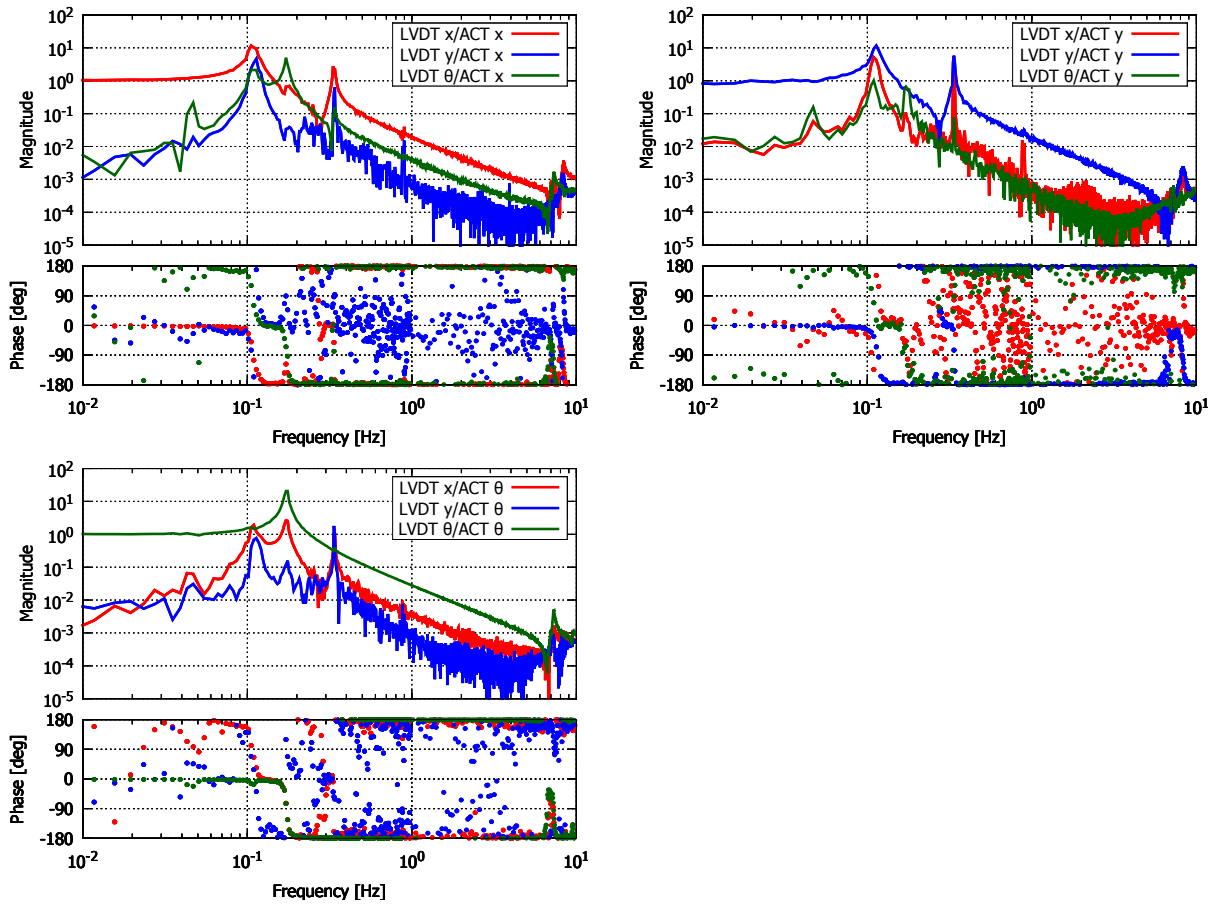 10^2
10^1
10^0
10^-1
10^-2
10^-3
10^-4
10^-5
Magnitude
LVDT x/ACT x
LVDT y/ACT x
LVDT θ/ACT x
180
90
0
-90
-180
Phase [deg]
10^-2
10^-1
10^0
10^1
Frequency [Hz]
10^2
10^1
10^0
10^-1
10^-2
10^-3
10^-4
10^-5
Magnitude
LVDT x/ACT y
LVDT y/ACT y
LVDT θ/ACT y
180
90
0
-90
-180
Phase [deg]
10^-2
10^-1
10^0
10^1
Frequency [Hz]
10^2
10^1
10^0
10^-1
10^-2
10^-3
10^-4
10^-5
Magnitude
LVDT x/ACT θ
LVDT y/ACT θ
LVDT θ/ACT θ
180
90
0
-90
-180
Phase [deg]
10^-2
10^-1
10^0
10^1
Frequency [Hz]